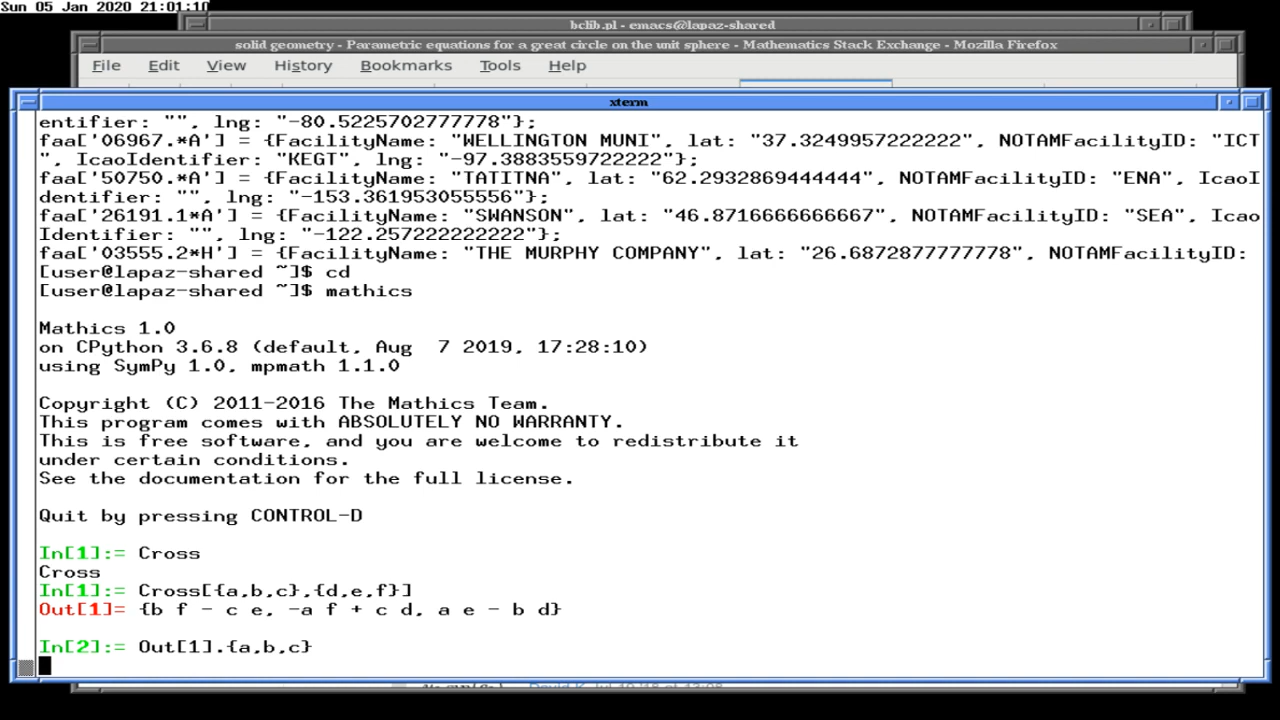 Sun 05 Jan 2020 21:01:10
bclib.pl - emacs@lapaz-shared
solid geometry - Parametric equations for a great circle on the unit sphere - Mathematics Stack Exchange - Mozilla Firefox
File Edit View History Bookmarks Tools Help
xterm
entifier: "", lng: "-80.5225702777778"};
faa['06967.*A'] = {FacilityName: "WELLINGTON MUNI", lat: "37.3249957222222", NOTAMFacilityID: "ICT
", IcaoIdentifier: "KEGT", lng: "-97.3883559722222"};
faa['50750.*A'] = {FacilityName: "TATITNA", lat: "62.2932869444444", NOTAMFacilityID: "ENA", IcaoI
dentifier: "", lng: "-153.361953055556"};
faa['26191.1*A'] = {FacilityName: "SWANSON", lat: "46.8716666666667", NOTAMFacilityID: "SEA", Icao
Identifier: "", lng: "-122.257222222222"};
faa['03555.2*H'] = {FacilityName: "THE MURPHY COMPANY", lat: "26.6872877777778", NOTAMFacilityID:
[user@lapaz-shared ~]$ cd
[user@lapaz-shared ~]$ mathics
Mathics 1.0
on CPython 3.6.8 (default, Aug  7 2019, 17:28:10)
using SymPy 1.0, mpmath 1.1.0
Copyright (C) 2011-2016 The Mathics Team.
This program comes with ABSOLUTELY NO WARRANTY.
This is free software, and you are welcome to redistribute it
under certain conditions.
See the documentation for the full license.
Quit by pressing CONTROL-D
In[1]:= Cross
Cross
In[1]:= Cross[{a,b,c},{d,e,f}]
Out[1]= {b f - c e, -a f + c d, a e - b d}
In[2]:= Out[1].{a,b,c}
David K Jul 10 '18 at